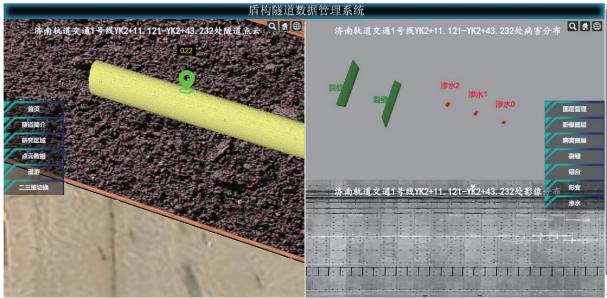 盾构隧道数据管理系统
济南轨道交通1号线YK2+11.121-YK2+43.232处隧道点云
022
首页
隧道简介
研究区域
点云数据
漫游
二三维切换
济南轨道交通1号线YK2+11.121-YK2+43.232处病害分布
裂缝
裂缝
渗水2
渗水1
渗水0
图层管理
影像图层
病害图层
裂缝
错台
形变
渗水
济南轨道交通1号线YK2+11.121-YK2+43.232处影像分布